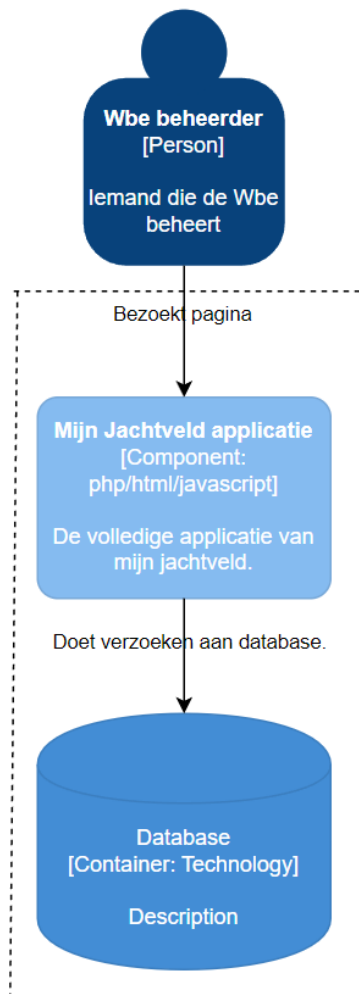 Wbe beheerder
[Person]
Iemand die de Wbe
beheert
Bezoekt pagina
Mijn Jachtveld applicatie
[Component:
php/html/javascript]
De volledige applicatie van
mijn jachtveld.
Doet verzoeken aan database.
Database
[Container: Technology]
Description